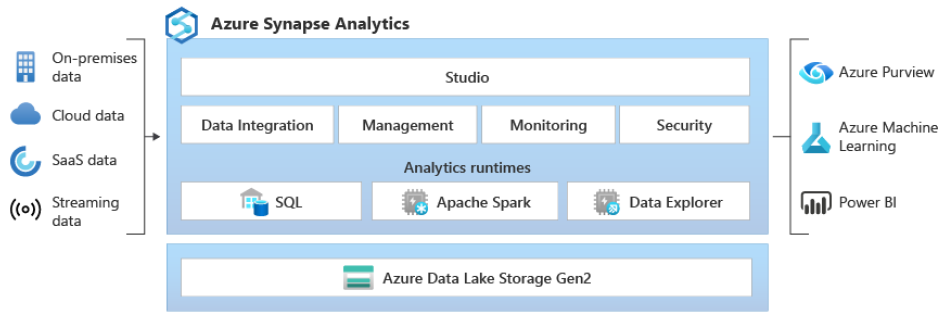 Azure Synapse Analytics
On-premises
data
Cloud data
SaaS data
Streaming
data
Studio
Data Integration
Management
Monitoring
Security
Analytics runtimes
SQL
Apache Spark
Data Explorer
Azure Data Lake Storage Gen2
Azure Purview
Azure Machine
Learning
Power BI